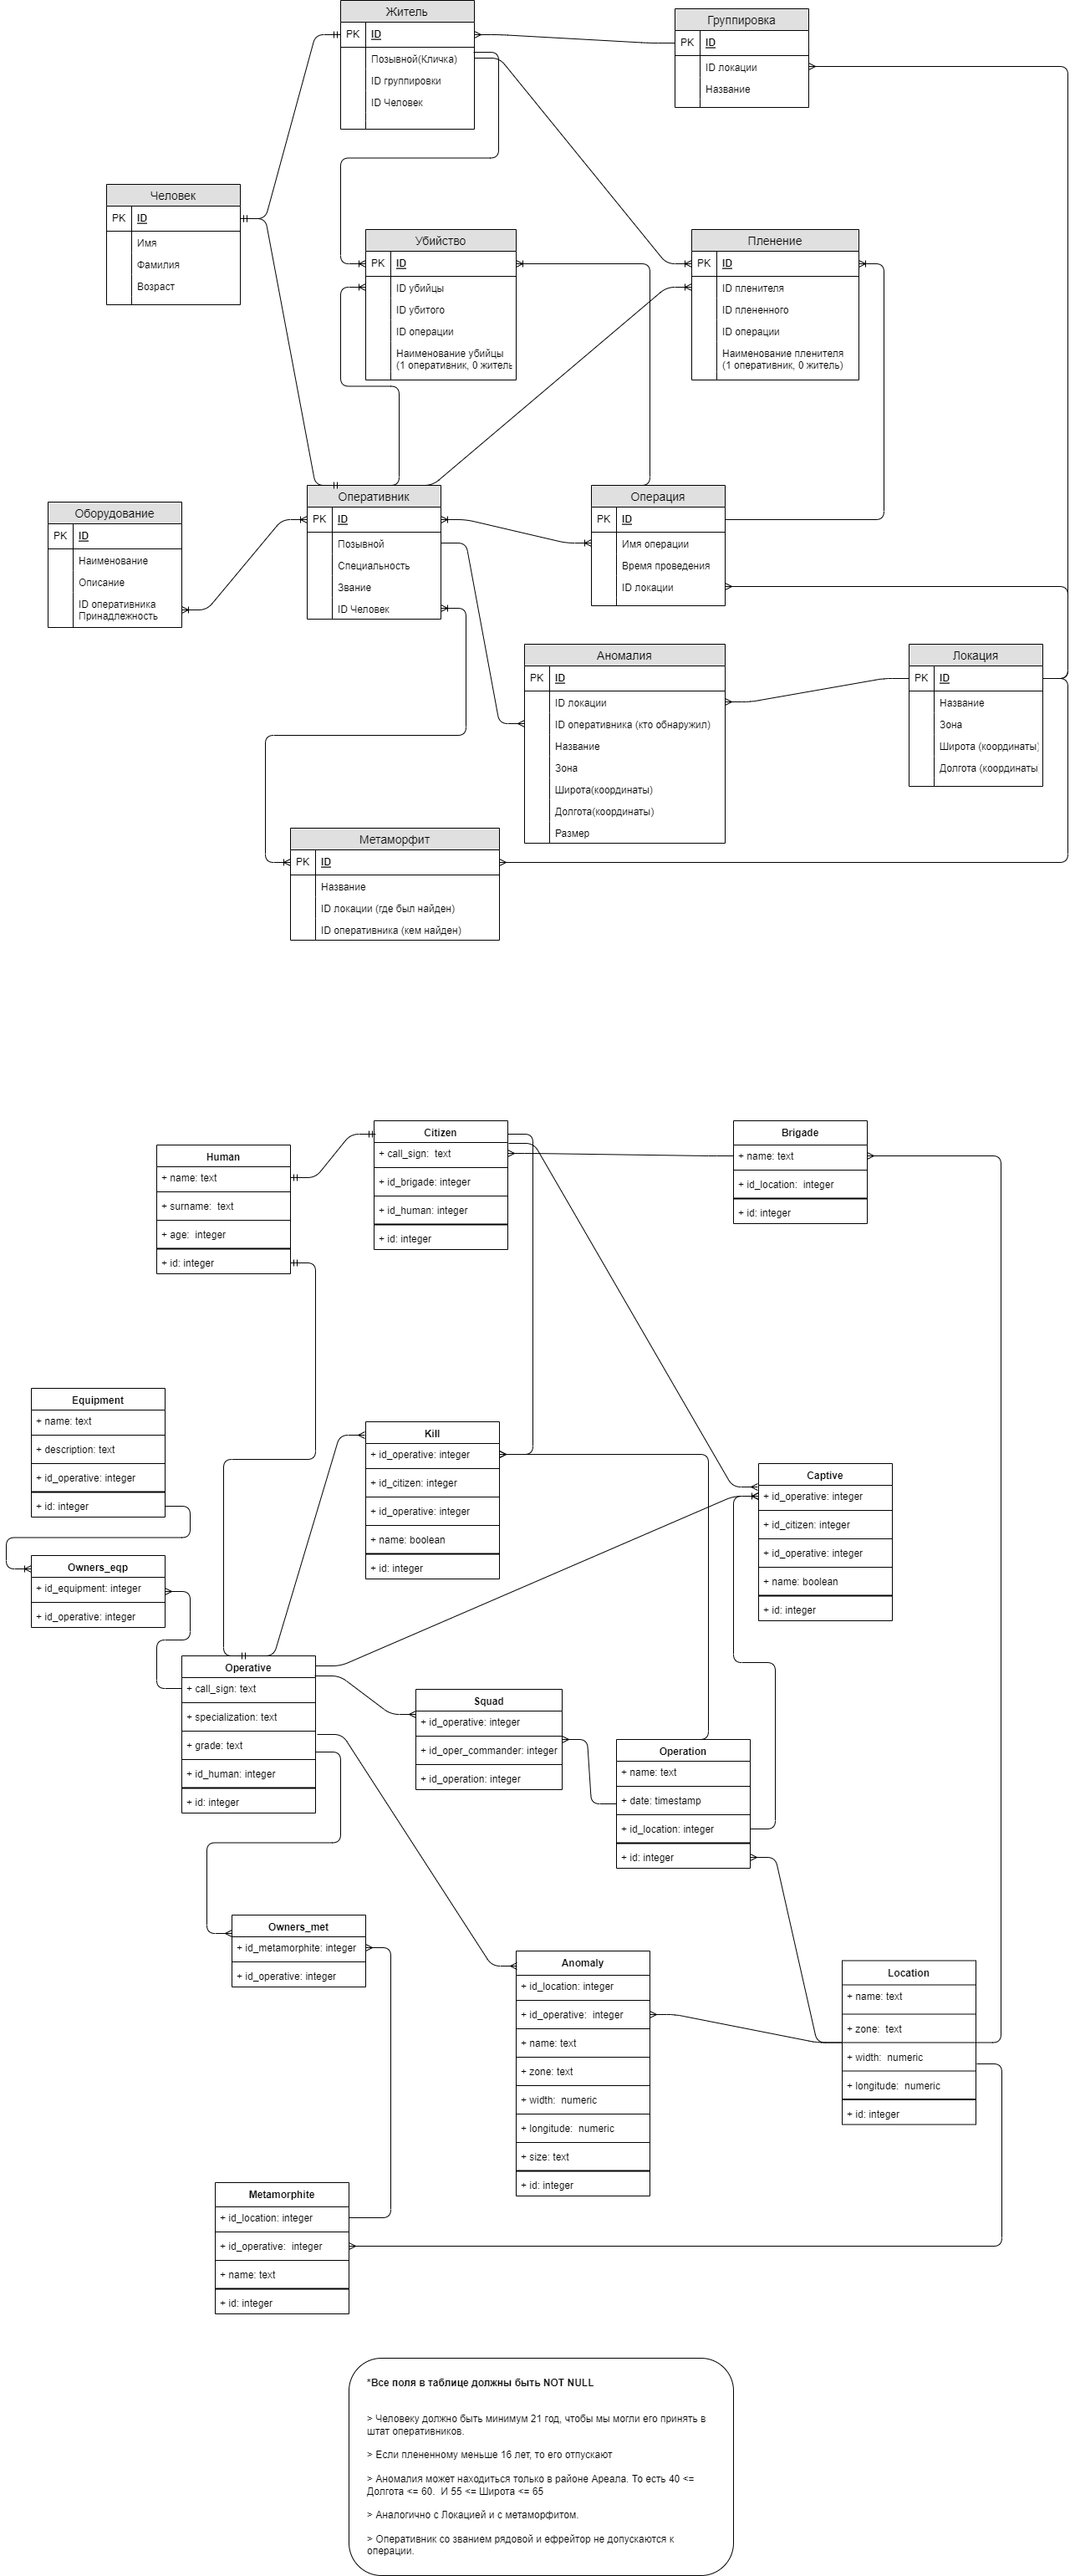 Житель
PK ID
Позывной(Кличка)
ID группировки
ID Человек
Группировка
PK ID
ID локации
Название
Человек
PK ID
Имя
Фамилия
Возраст
Убийство
PK ID
ID убийцы
ID убитого
ID операции
Наименование убийцы
(1 оперативник, 0 житель
Пленение
PK ID
ID пленителя
ID плененного
ID операции
Наименование пленителя
(1 оперативник, 0 житель)
Оборудование
PK ID
Наименование
Описание
ID оперативника
Принадлежность
Оперативник
PK ID
Позывной
Специальность
Звание
ID Человек
Операция
PK ID
Имя операции
Время проведения
ID локации
Аномалия
PK ID
ID локации
ID оперативника (кто обнаружил)
Название
Зона
Широта(координаты)
Долгота(координаты)
Размер
Локация
PK ID
Название
Зона
Широта (координаты)
Долгота (координаты
Метаморфит
PK ID
Название
ID локации (где был найден)
ID оперативника (кем найден)
Human
+ name: text
+ surname: text
+ age: integer
+ id: integer
Citizen
+ call_sign: text
+ id_brigade: integer
+ id_human: integer
+ id: integer
Brigade
+ name: text
+ id_location: integer
+ id: integer
Equipment
+ name: text
+ description: text
+ id_operative: integer
+ id: integer
Kill
+ id_operative: integer
+ id_citizen: integer
+ id_operative: integer
+ name: boolean
+ id: integer
Captive
+ id_operative: integer
+ id_citizen: integer
+ id_operative: integer
+ name: boolean
+ id: integer
Owners_eqp
+ id_equipment: integer
+ id_operative: integer
Operative
+ call_sign: text
+ specialization: text
+ grade: text
+ id_human: integer
+ id: integer
Squad
+ id_operative: integer
+ id_oper_commander: integer
+ id_operation: integer
Operation
+ name: text
+ date: timestamp
+ id_location: integer
+ id: integer
Owners_met
+ id_metamorphite: integer
+ id_operative: integer
Anomaly
+ id_location: integer
+ id_operative: integer
+ name: text
+ zone: text
+ width: numeric
+ longitude: numeric
+ size: text
+ id: integer
Location
+ name: text
+ zone: text
+ width: numeric
+ longitude: numeric
+ id: integer
Metamorphite
+ id_location: integer
+ id_operative: integer
+ name: text
+ id: integer
*Все поля в таблице должны быть NOT NULL
> Человеку должно быть минимум 21 год, чтобы мы могли его принять в
штат оперативников.
> Если плененному меньше 16 лет, то его отпускают
> Аномалия может находиться только в районе Ареала. То есть 40 <=
Долгота <= 60. И 55 <= Широта <= 65
> Аналогично с Локацией и с метаморфитом.
> Оперативник со званием рядовой и ефрейтор не допускаются к
операции.